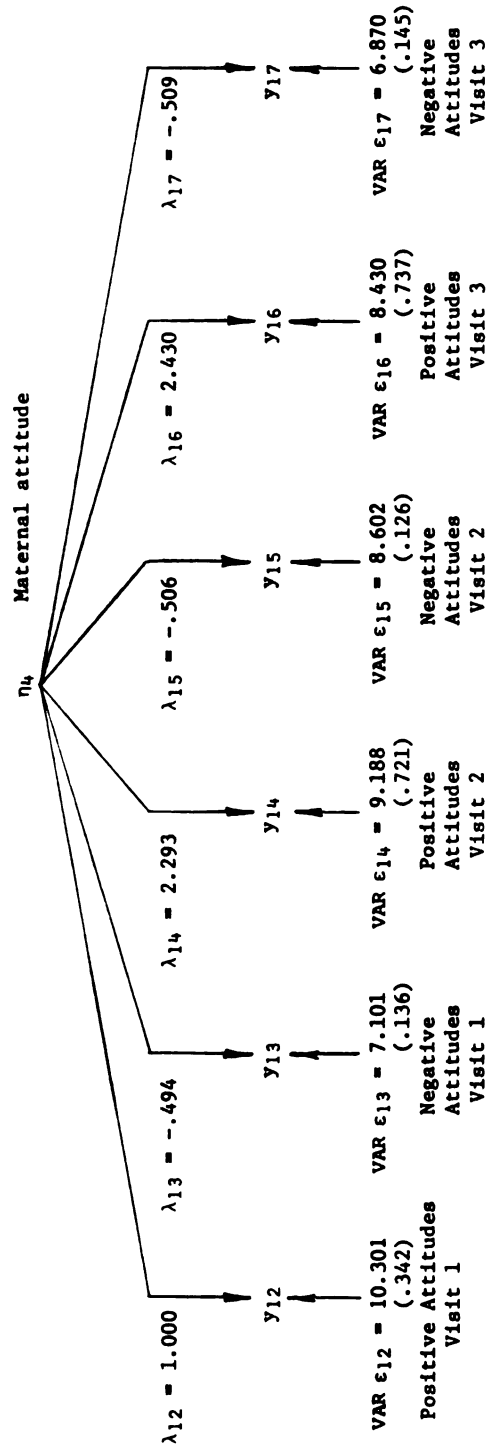 Maternal attitude
η4
λ12 = 1.000
λ13 = -.494
λ14 = 2.293
λ15 = -.506
λ16 = 2.430
λ17 = -.509
y12
y13
y14
y15
y16
y17
VAR ε12 = 10.301
(.342)
Positive Attitudes
Visit 1
VAR ε13 = 7.101
(.136)
Negative
Attitudes
Visit 1
VAR ε14 = 9.188
(.721)
Positive
Attitudes
Visit 2
VAR ε15 = 8.602
(.126)
Negative
Attitudes
Visit 2
VAR ε16 = 8.430
(.737)
Positive
Attitudes
Visit 3
VAR ε17 = 6.870
(.145)
Negative
Attitudes
Visit 3